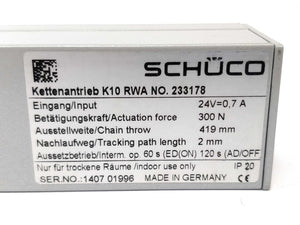 SCHÜCO
Kettenantrieb K10 RWA NO. 233178
Eingang/Input 24V=0,7 A
Betätigungskraft/Actuation force 300 N
Ausstellweite/Chain throw 419 mm
Nachlaufweg/Tracking path length 2 mm
Aussetzbetrieb/Interm. op 60 s (ED(ON) 120 s (AD/OFF
Nur für trockene Räume /indoor use only IP 20
SER.NO.: 1407 01996 MADE IN GERMANY CE